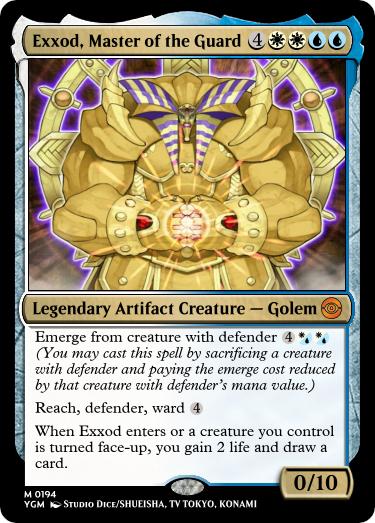 Exxod, Master of the Guard 4
Legendary Artifact Creature — Golem
Emerge from creature with defender 4
(You may cast this spell by sacrificing a creature
with defender and paying the emerge cost reduced
by that creature with defender's mana value.)
Reach, defender, ward 4
When Exxod enters or a creature you control
is turned face-up, you gain 2 life and draw a
card.
0/10
M 0194
YGM Studio Dice/SHUEISHA, TV TOKYO, KONAMI